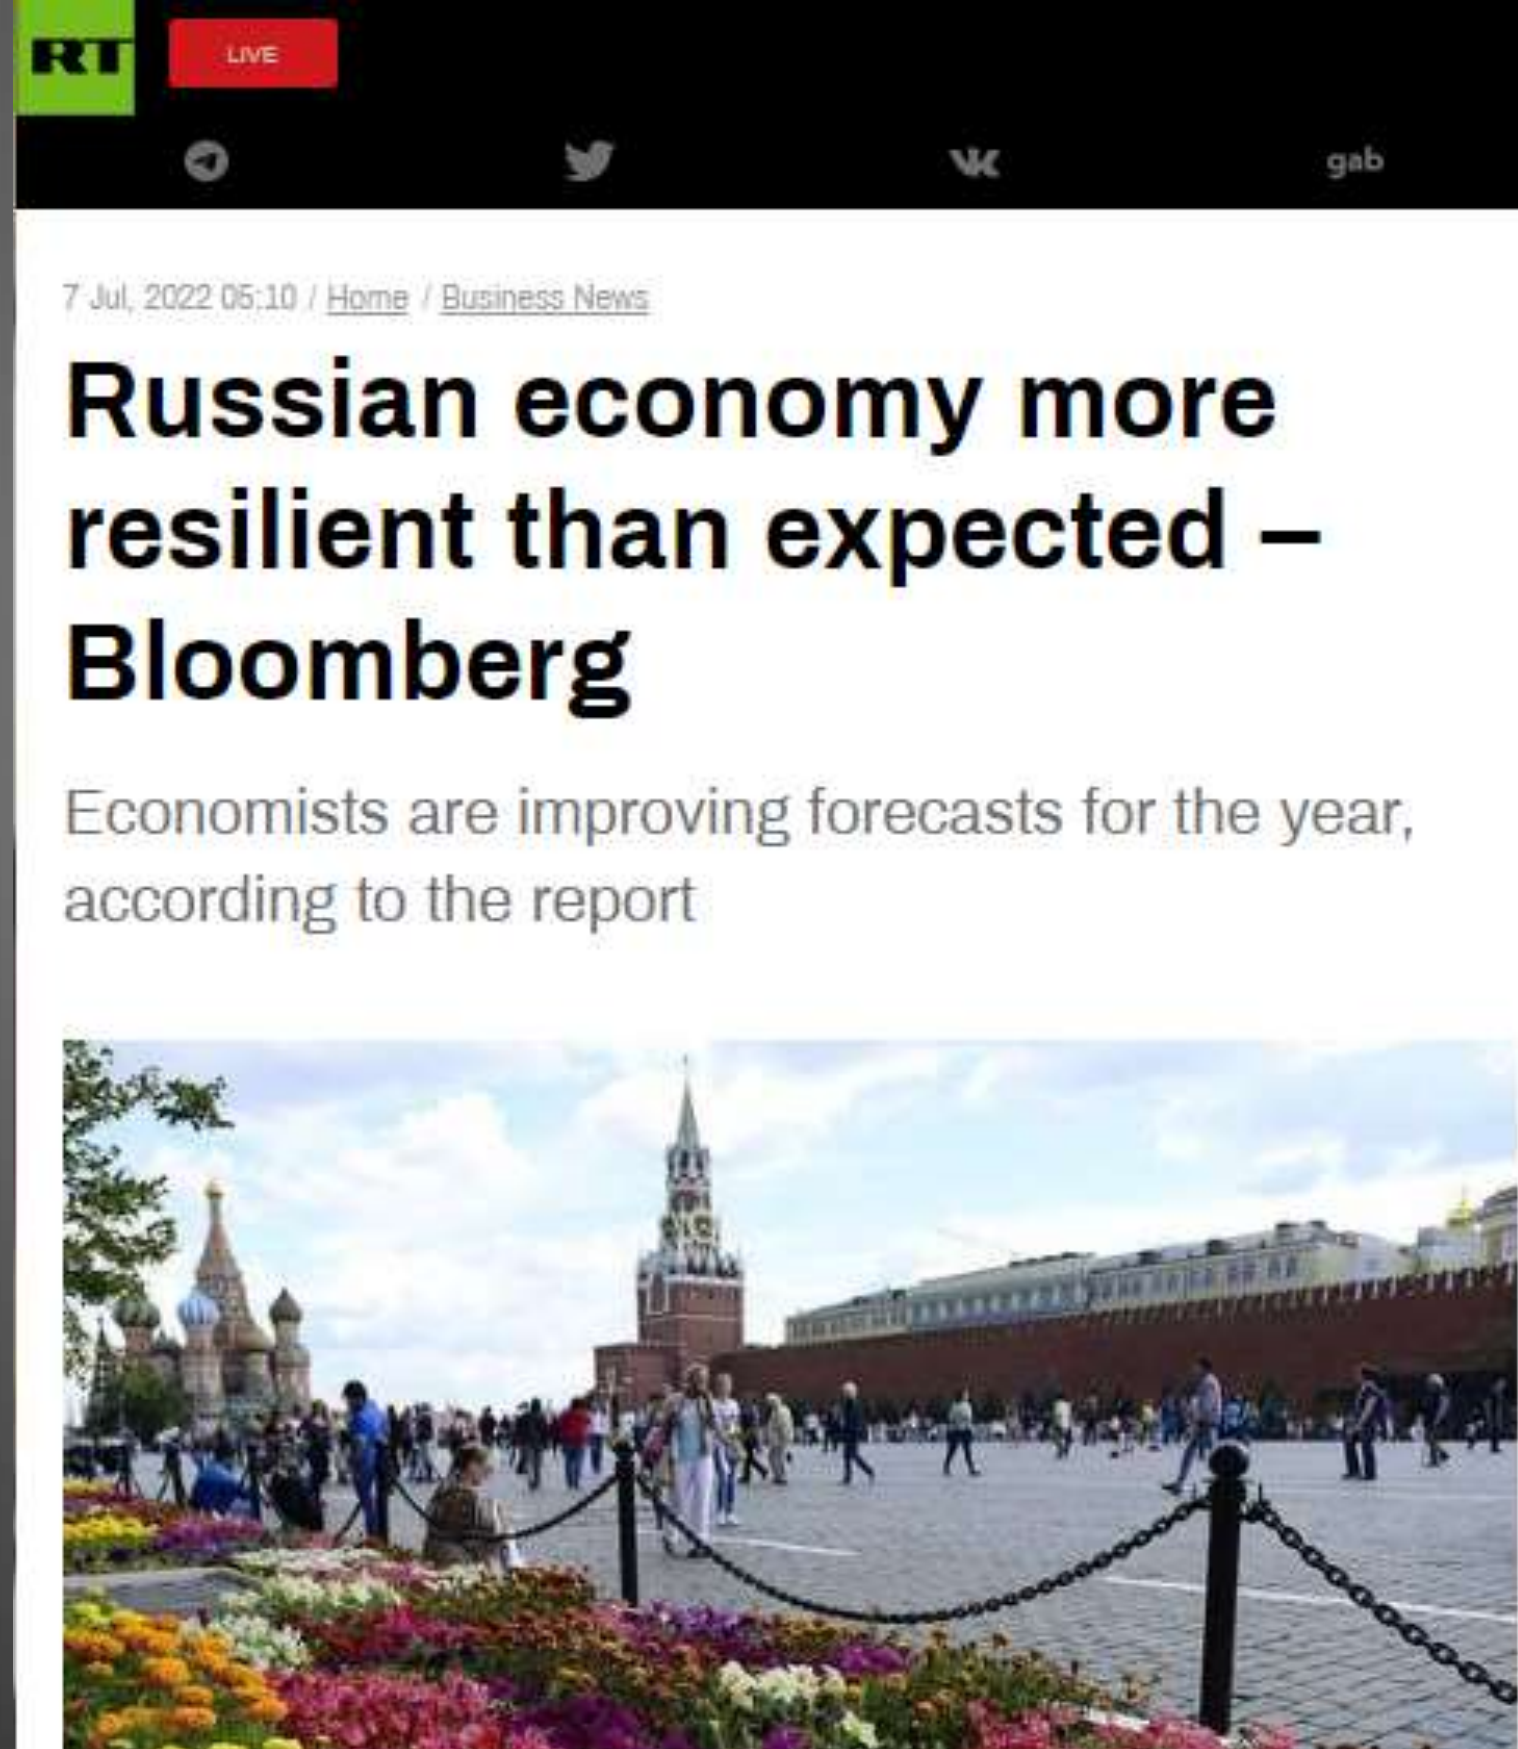 RT
LIVE
gab
7 Jul, 2022 05:10 / Home / Business News
Russian economy more
resilient than expected –
Bloomberg
Economists are improving forecasts for the year,
according to the report